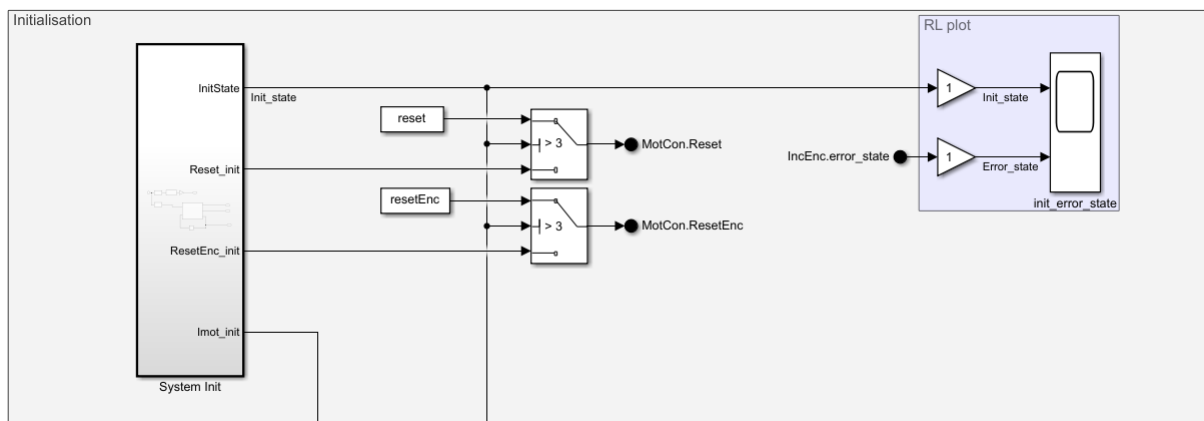 Initialisation
RL plot
InitState
Init_state
1
Init_state
reset
> 3
MotCon.Reset
IncEnc.error_state
1
Error_state
Reset_init
resetEnc
init_error_state
> 3
MotCon.ResetEnc
ResetEnc_init
Imot_init
System Init